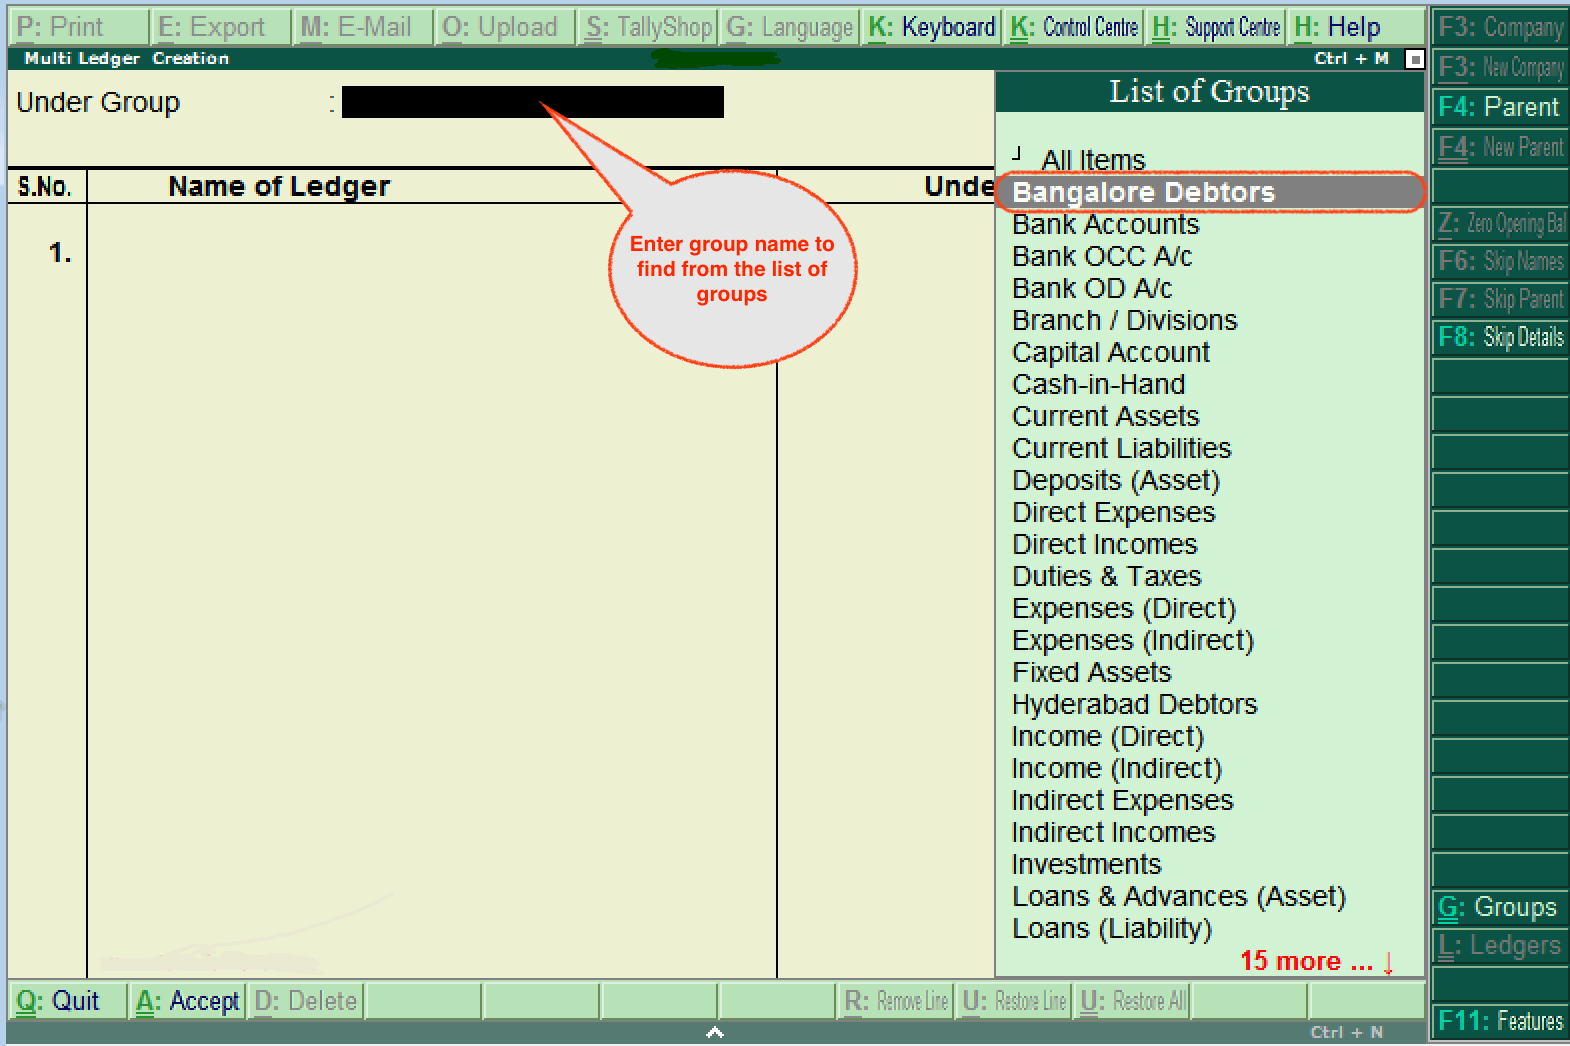 P: Print E: Export M: E-Mail O: Upload S: TallyShop G: Language K: Keyboard K: Control Centre H: Support Centre H: Help
Multi Ledger Creation Ctrl + M
Under Group :
S.No. Name of Ledger Unde
1.
Enter group name to
find from the list of
groups
List of Groups
All Items
Bangalore Debtors
Bank Accounts
Bank OCC A/c
Bank OD A/c
Branch / Divisions
Capital Account
Cash-in-Hand
Current Assets
Current Liabilities
Deposits (Asset)
Direct Expenses
Direct Incomes
Duties & Taxes
Expenses (Direct)
Expenses (Indirect)
Fixed Assets
Hyderabad Debtors
Income (Direct)
Income (Indirect)
Indirect Expenses
Indirect Incomes
Investments
Loans & Advances (Asset)
Loans (Liability)
15 more ... ↓
F3: Company
F3: New Company
F4: Parent
F4: New Parent
Z: Zero Opening Bal
F6: Skip Names
F7: Skip Parent
F8: Skip Details
G: Groups
L: Ledgers
F11: Features
Q: Quit A: Accept D: Delete R: Remove Line U: Restore Line U: Restore All
Ctrl + N